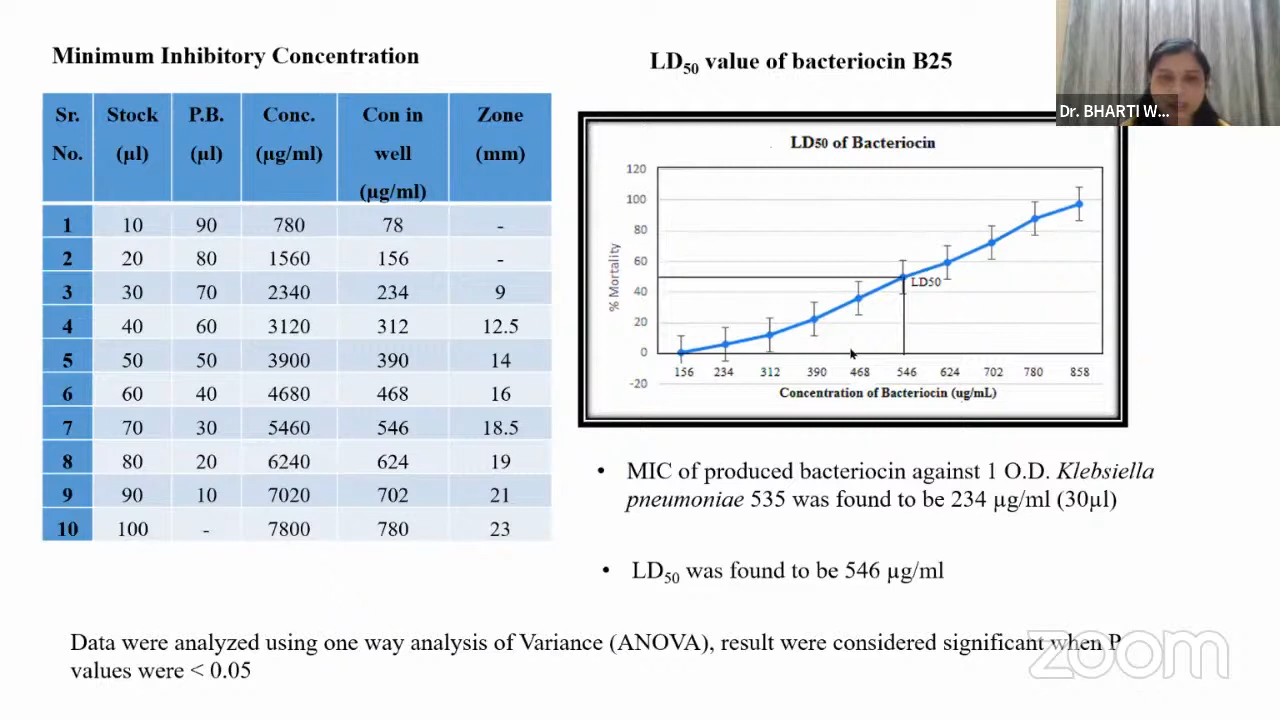 Minimum Inhibitory Concentration
Sr. No. Stock (µl) P.B. (µl) Conc. (µg/ml) Con in well (µg/ml) Zone (mm)
1 10 90 780 78 -
2 20 80 1560 156 -
3 30 70 2340 234 9
4 40 60 3120 312 12.5
5 50 50 3900 390 14
6 60 40 4680 468 16
7 70 30 5460 546 18.5
8 80 20 6240 624 19
9 90 10 7020 702 21
10 100 - 7800 780 23
LD50 value of bacteriocin B25
Dr. BHARTI W...
LD50 of Bacteriocin
120
100
80
60
40
20
0
-20
% Mortality
LD50
156 234 312 390 468 546 624 702 780 858
Concentration of Bacteriocin (ug/mL)
• MIC of produced bacteriocin against 1 O.D. Klebsiella
pneumoniae 535 was found to be 234 µg/ml (30µl)
• LD50 was found to be 546 µg/ml
Data were analyzed using one way analysis of Variance (ANOVA), result were considered significant when P
values were < 0.05
zoom